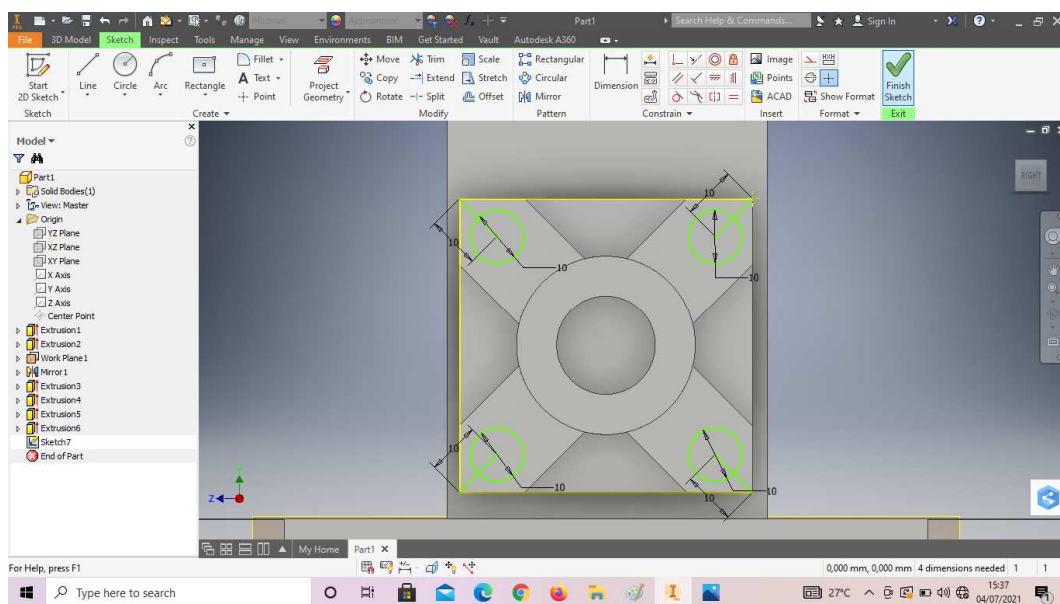 Material Appearance Part1 Search Help & Commands... Sign In
PRO
File 3D Model Sketch Inspect Tools Manage View Environments BIM Get Started Vault Autodesk A360
Start
2D Sketch
Line
Circle
Arc
Rectangle
Fillet
Text
Point
Project
Geometry
Move Trim Scale
Copy Extend Stretch
Rotate Split Offset
Rectangular
Circular
Mirror
Dimension
Image
Points
ACAD
Show Format
Finish
Sketch
Sketch Create Modify Pattern Constrain Insert Format Exit
Model
Part1
Solid Bodies(1)
View: Master
Origin
YZ Plane
XZ Plane
XY Plane
X Axis
Y Axis
Z Axis
Center Point
Extrusion1
Extrusion2
Work Plane1
Mirror1
Extrusion3
Extrusion4
Extrusion5
Extrusion6
Sketch7
End of Part
RIGHT
10
10
10
10
10
10
10
10
Z
My Home Part1
For Help, press F1
0,000 mm, 0,000 mm 4 dimensions needed 1 1
Type here to search
27°C
15:37
04/07/2021